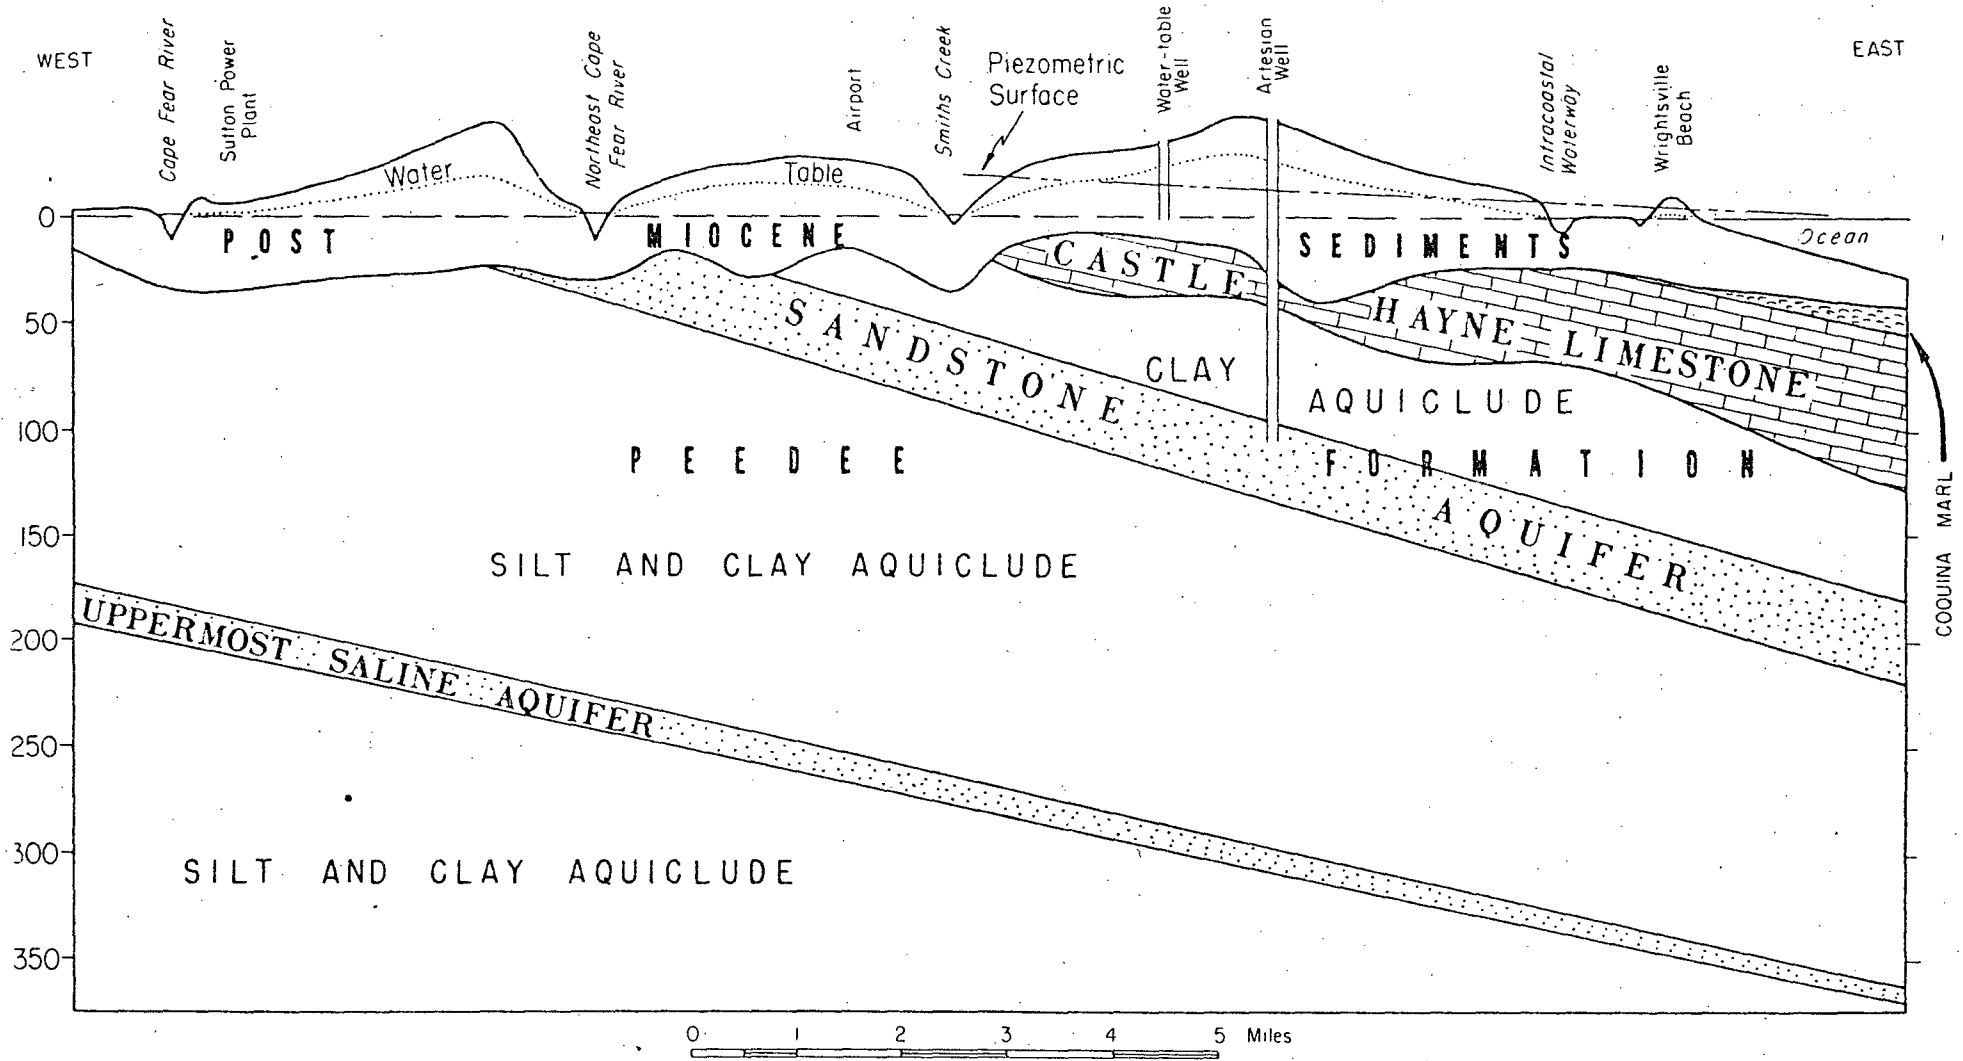 WEST
Cape Fear River
Sutton Power
Plant
Northeast Cape
Fear River
Airport
Smiths Creek
Piezometric
Surface
Water-table
Well
Artesian
Well
Intracoastal
Waterway
Wrightsville
Beach
EAST
Water
Table
0
POST MIOCENE SEDIMENTS
Ocean
CASTLE HAYNE LIMESTONE
50
SANDSTONE AQUIFER
CLAY AQUICLUDE
100
PEEDEE FORMATION
COQUINA MARL
150
SILT AND CLAY AQUICLUDE
200
UPPERMOST SALINE AQUIFER
250
300
SILT AND CLAY AQUICLUDE
350
0 1 2 3 4 5 Miles